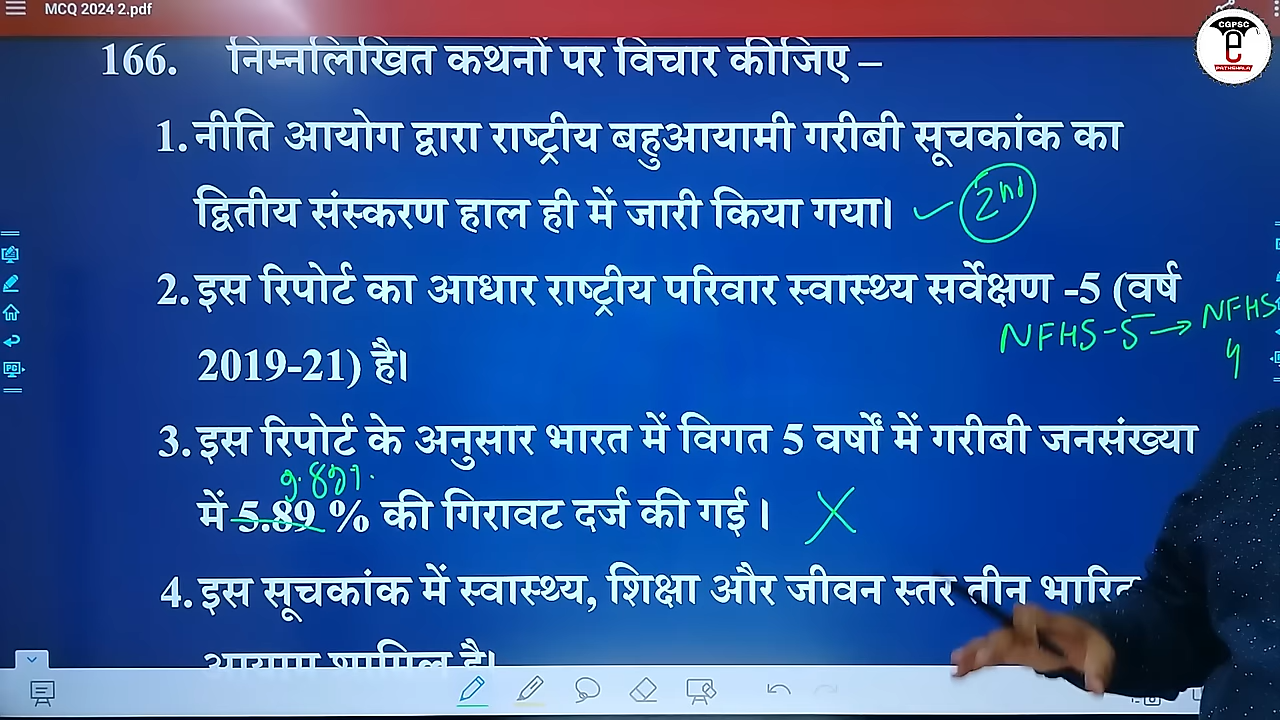 MCQ 2024 2.pdf
CGPSC
e
PATHSHALA
166. निम्नलिखित कथनों पर विचार कीजिए –
1. नीति आयोग द्वारा राष्ट्रीय बहुआयामी गरीबी सूचकांक का
द्वितीय संस्करण हाल ही में जारी किया गया। 2nd
2. इस रिपोर्ट का आधार राष्ट्रीय परिवार स्वास्थ्य सर्वेक्षण -5 (वर्ष
NFHS-5 → NFHS
4
2019-21) है।
3. इस रिपोर्ट के अनुसार भारत में विगत 5 वर्षों में गरीबी जनसंख्या
9.89%.
में 5.89 % की गिरावट दर्ज की गई।
4. इस सूचकांक में स्वास्थ्य, शिक्षा और जीवन स्तर तीन
आयाम शामिल है।